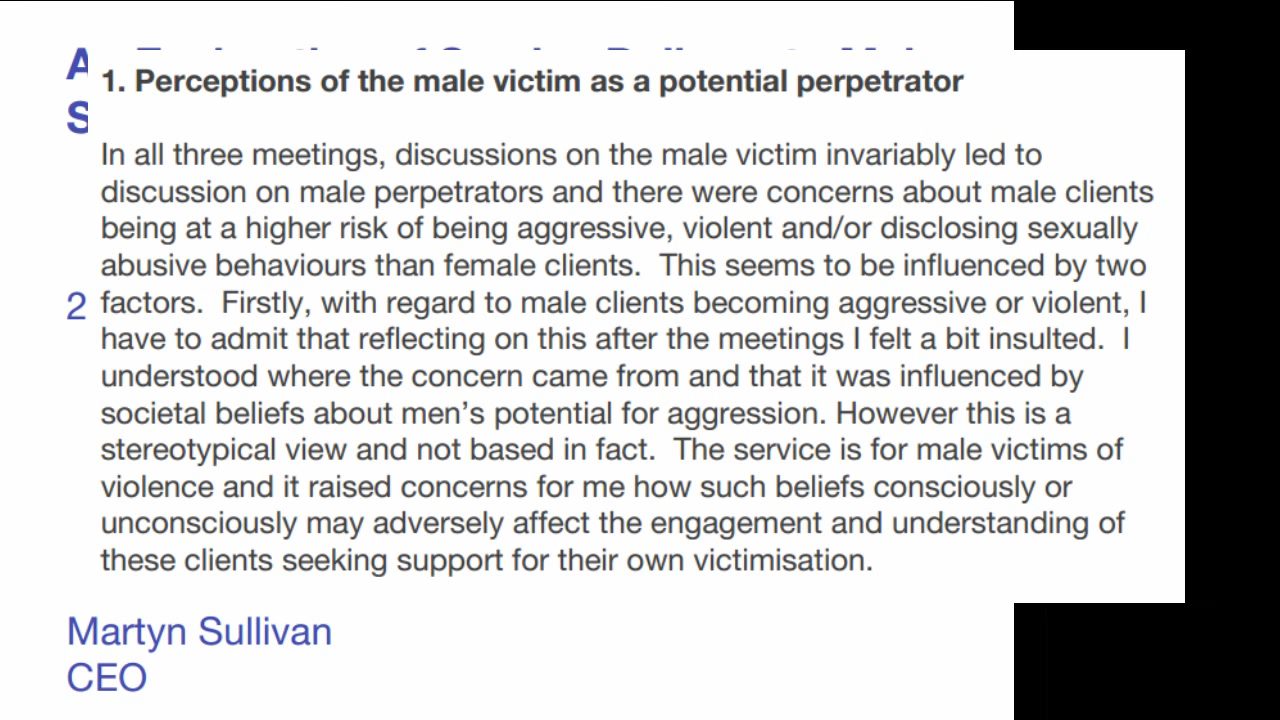 A
1. Perceptions of the male victim as a potential perpetrator
S
In all three meetings, discussions on the male victim invariably led to
discussion on male perpetrators and there were concerns about male clients
being at a higher risk of being aggressive, violent and/or disclosing sexually
abusive behaviours than female clients.  This seems to be influenced by two
2 factors.  Firstly, with regard to male clients becoming aggressive or violent, I
have to admit that reflecting on this after the meetings I felt a bit insulted.  I
understood where the concern came from and that it was influenced by
societal beliefs about men’s potential for aggression. However this is a
stereotypical view and not based in fact.  The service is for male victims of
violence and it raised concerns for me how such beliefs consciously or
unconsciously may adversely affect the engagement and understanding of
these clients seeking support for their own victimisation.
Martyn Sullivan
CEO